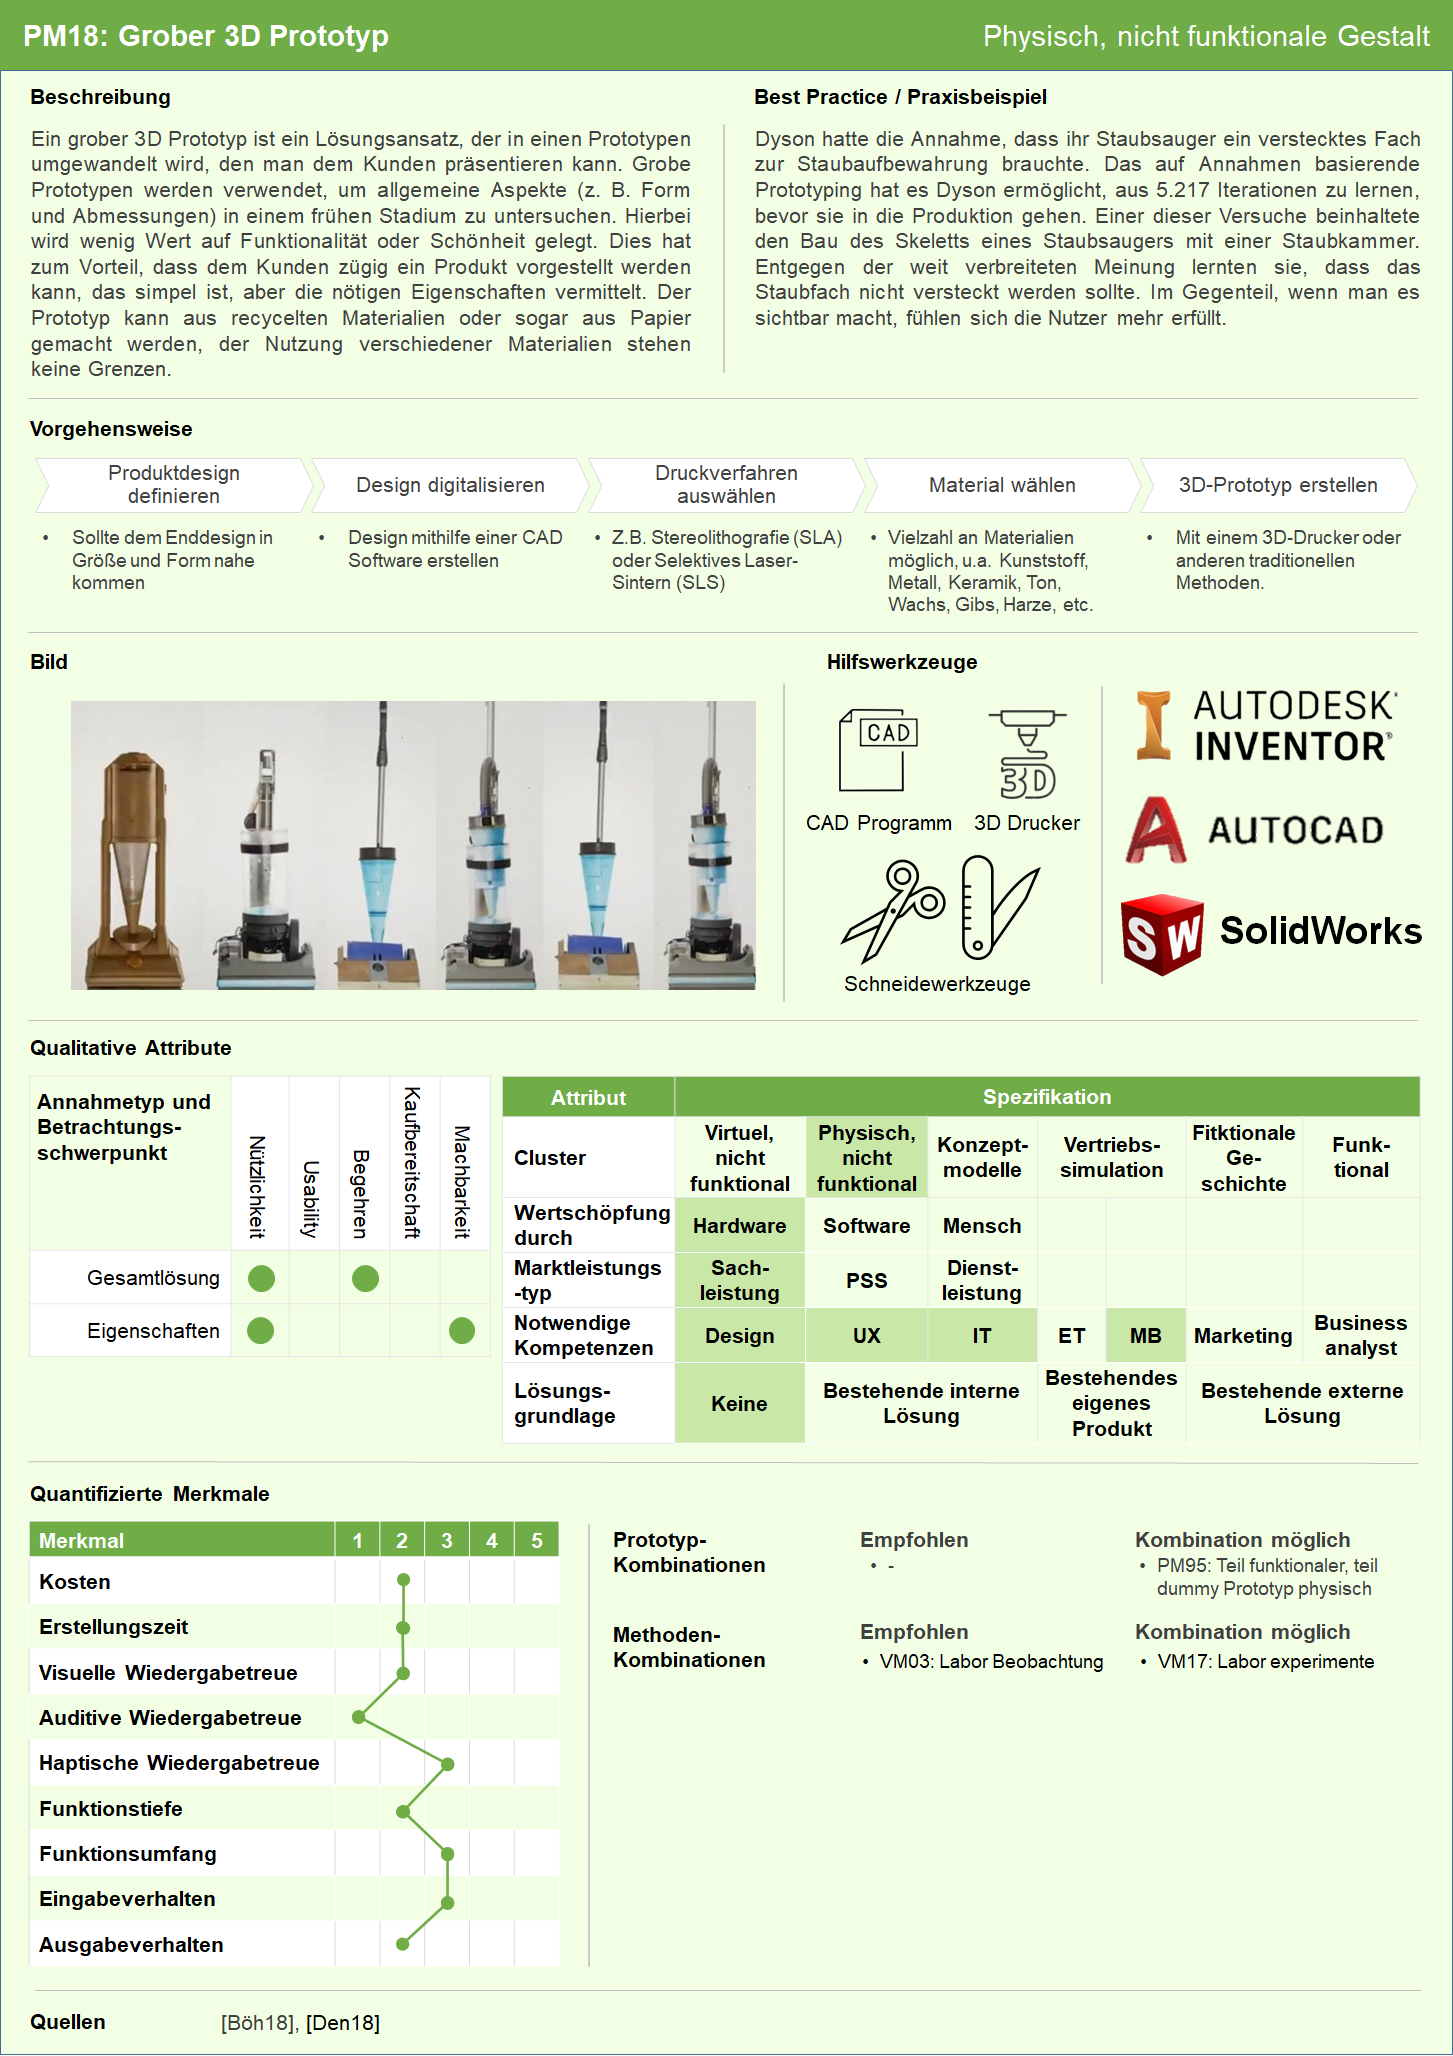 PM18: Grober 3D Prototyp
Physisch, nicht funktionale Gestalt
Beschreibung
Ein grober 3D Prototyp ist ein Lösungsansatz, der in einen Prototypen
umgewandelt wird, den man dem Kunden präsentieren kann. Grobe
Prototypen werden verwendet, um allgemeine Aspekte (z. B. Form
und Abmessungen) in einem frühen Stadium zu untersuchen. Hierbei
wird wenig Wert auf Funktionalität oder Schönheit gelegt. Dies hat
zum Vorteil, dass dem Kunden zügig ein Produkt vorgestellt werden
kann, das simpel ist, aber die nötigen Eigenschaften vermittelt. Der
Prototyp kann aus recycelten Materialien oder sogar aus Papier
gemacht werden, der Nutzung verschiedener Materialien stehen
keine Grenzen.
Best Practice / Praxisbeispiel
Dyson hatte die Annahme, dass ihr Staubsauger ein verstecktes Fach
zur Staubaufbewahrung brauchte. Das auf Annahmen basierende
Prototyping hat es Dyson ermöglicht, aus 5.217 Iterationen zu lernen,
bevor sie in die Produktion gehen. Einer dieser Versuche beinhaltete
den Bau des Skeletts eines Staubsaugers mit einer Staubkammer.
Entgegen der weit verbreiteten Meinung lernten sie, dass das
Staubfach nicht versteckt werden sollte. Im Gegenteil, wenn man es
sichtbar macht, fühlen sich die Nutzer mehr erfüllt.
Vorgehensweise
Produktdesign
definieren
Design digitalisieren
Druckverfahren
auswählen
Material wählen
3D-Prototyp erstellen
• Sollte dem Enddesign in
Größe und Form nahe
kommen
• Design mithilfe einer CAD
Software erstellen
• Z.B. Stereolithografie (SLA)
oder Selektives Laser-
Sintern (SLS)
• Vielzahl an Materialien
möglich, u.a. Kunststoff,
Metall, Keramik, Ton,
Wachs, Gibs, Harze, etc.
• Mit einem 3D-Drucker oder
anderen traditionellen
Methoden.
Bild
Hilfswerkzeuge
CAD
3D
CAD Programm
3D Drucker
Schneidewerkzeuge
AUTODESK®
INVENTOR®
AUTOCAD
SW SolidWorks
Qualitative Attribute
Annahmetyp und
Betrachtungs-
schwerpunkt
Nützlichkeit
Usability
Begehren
Kaufbereitschaft
Machbarkeit
Gesamtlösung
Eigenschaften
Attribut
Spezifikation
Cluster
Virtuel,
nicht
funktional
Physisch,
nicht
funktional
Konzept-
modelle
Vertriebs-
simulation
Fitktionale
Ge-
schichte
Funk-
tional
Wertschöpfung
durch
Hardware
Software
Mensch
Marktleistungs
-typ
Sach-
leistung
PSS
Dienst-
leistung
Notwendige
Kompetenzen
Design
UX
IT
ET
MB
Marketing
Business
analyst
Lösungs-
grundlage
Keine
Bestehende interne
Lösung
Bestehendes
eigenes
Produkt
Bestehende externe
Lösung
Quantifizierte Merkmale
Merkmal 1 2 3 4 5
Kosten
Erstellungszeit
Visuelle Wiedergabetreue
Auditive Wiedergabetreue
Haptische Wiedergabetreue
Funktionstiefe
Funktionsumfang
Eingabeverhalten
Ausgabeverhalten
Prototyp-
Kombinationen
Empfohlen
• -
Kombination möglich
• PM95: Teil funktionaler, teil
dummy Prototyp physisch
Methoden-
Kombinationen
Empfohlen
• VM03: Labor Beobachtung
Kombination möglich
• VM17: Labor experimente
Quellen
[Böh18], [Den18]